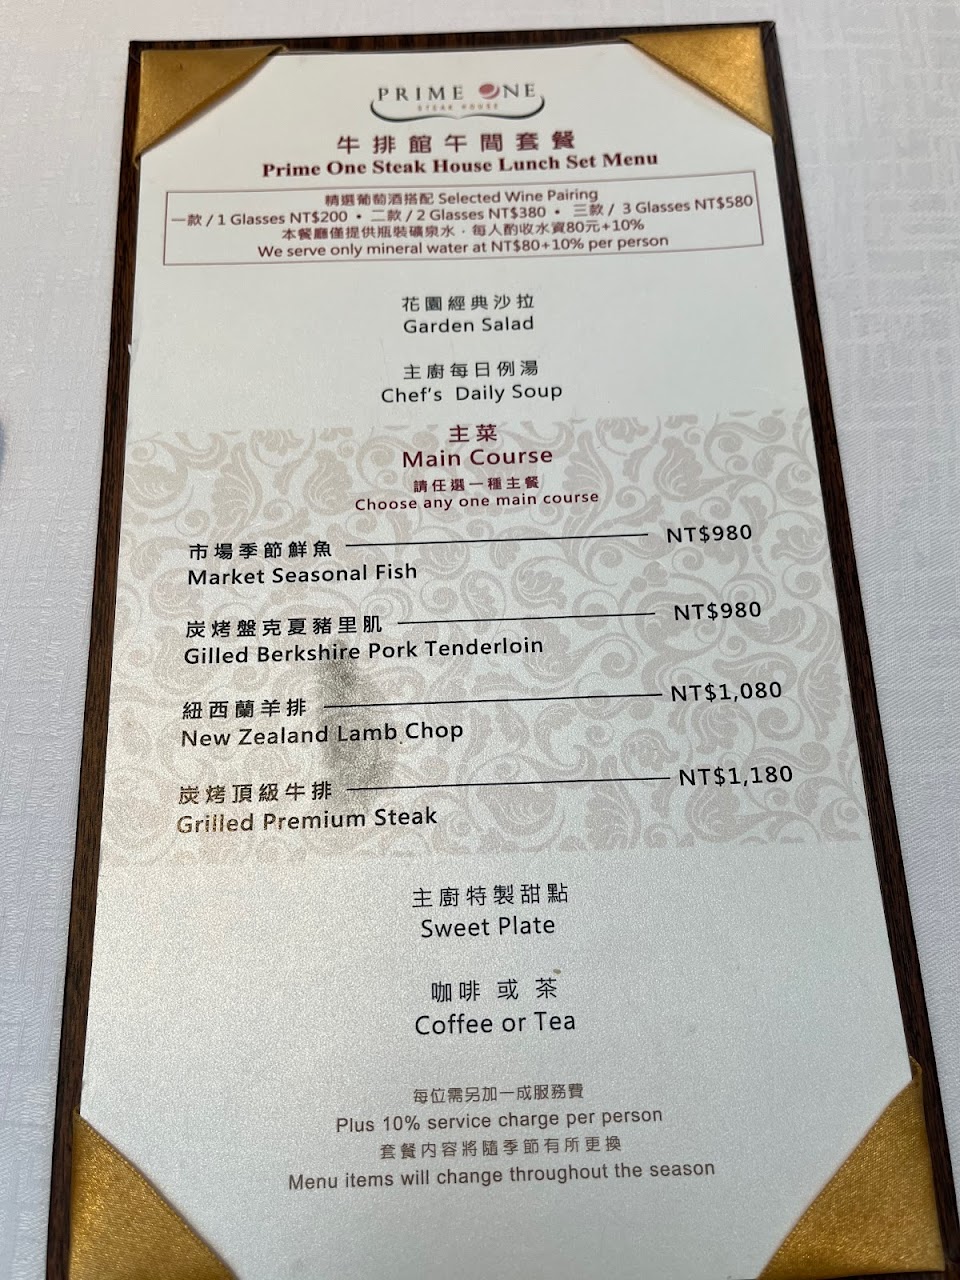 PRIME ONE
STEAK HOUSE
牛排館午間套餐
Prime One Steak House Lunch Set Menu
精選葡萄酒搭配 Selected Wine Pairing
一款 / 1 Glasses NT$200 • 二款 / 2 Glasses NT$380 • 三款 / 3 Glasses NT$580
本餐廳僅提供瓶裝礦泉水，每人酌收水資80元+10%
We serve only mineral water at NT$80+10% per person
花園經典沙拉
Garden Salad
主廚每日例湯
Chef's Daily Soup
主菜
Main Course
請任選一種主餐
Choose any one main course
市場季節鮮魚 NT$980
Market Seasonal Fish
炭烤盤克夏豬里肌 NT$980
Gilled Berkshire Pork Tenderloin
紐西蘭羊排 NT$1,080
New Zealand Lamb Chop
炭烤頂級牛排 NT$1,180
Grilled Premium Steak
主廚特製甜點
Sweet Plate
咖啡 或 茶
Coffee or Tea
每位需另加一成服務費
Plus 10% service charge per person
套餐內容將隨季節有所更換
Menu items will change throughout the season